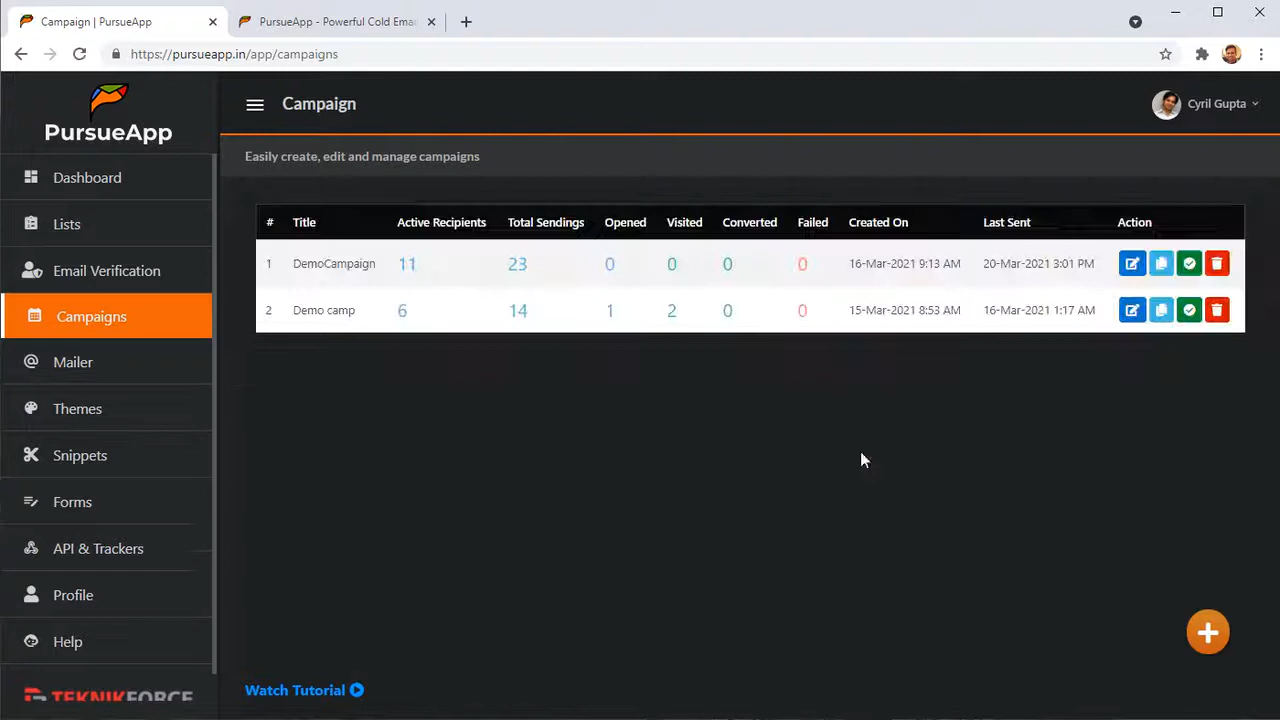 Campaign | PursueApp
PursueApp - Powerful Cold Emai
https://pursueapp.in/app/campaigns
PursueApp
Campaign
Cyril Gupta
Easily create, edit and manage campaigns
Dashboard
Lists
Email Verification
Campaigns
Mailer
Themes
Snippets
Forms
API & Trackers
Profile
Help
TEKNIKFORCE
# Title Active Recipients Total Sendings Opened Visited Converted Failed Created On Last Sent Action
1 DemoCampaign 11 23 0 0 0 0 16-Mar-2021 9:13 AM 20-Mar-2021 3:01 PM
2 Demo camp 6 14 1 2 0 0 15-Mar-2021 8:53 AM 16-Mar-2021 1:17 AM
Watch Tutorial